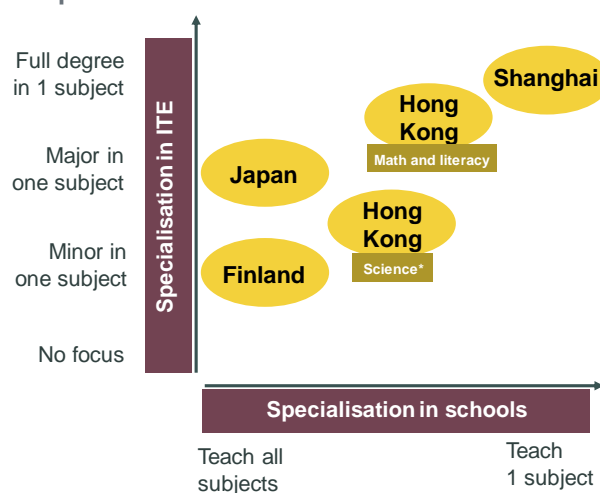 Full degree
in 1 subject
Major in
one subject
Minor in
one subject
No focus
Specialisation in ITE
Shanghai
Hong
Kong
Math and literacy
Japan
Hong
Kong
Science*
Finland
Specialisation in schools
Teach all
subjects
Teach
1 subject